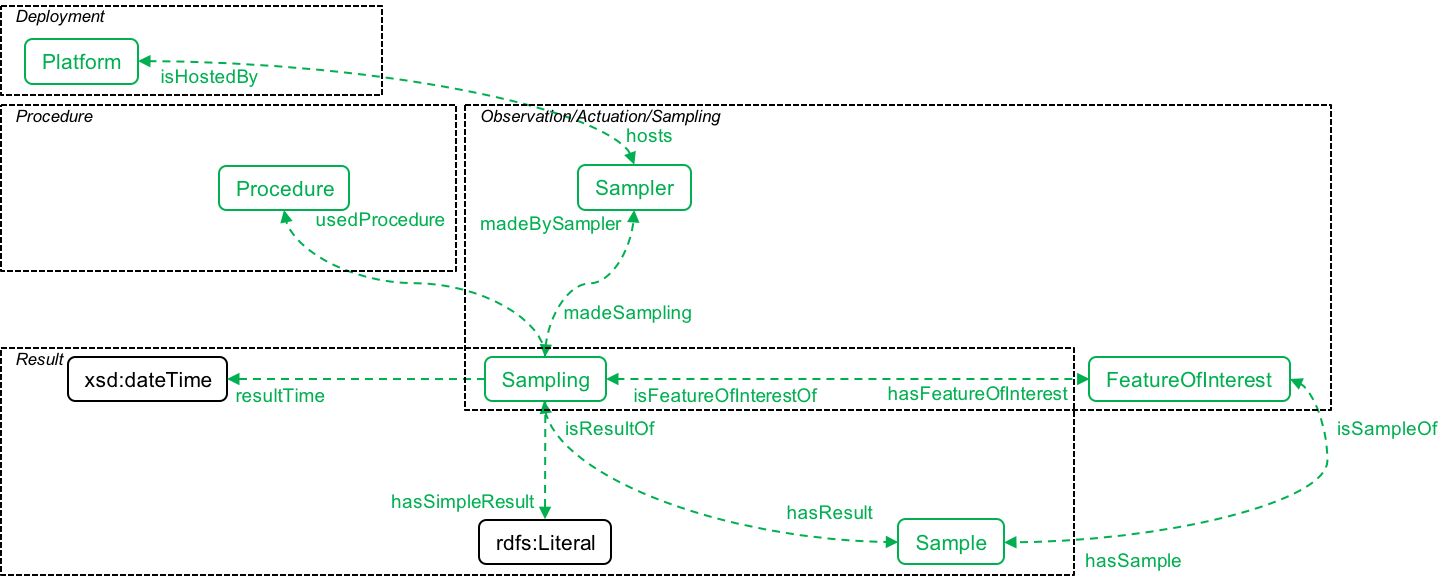 Deployment
Platform
isHostedBy
Procedure
Observation/Actuation/Sampling
hosts
Procedure
Sampler
usedProcedure
madeBySampler
madeSampling
Result
xsd:dateTime
Sampling
FeatureOfInterest
resultTime
isFeatureOfInterestOf
hasFeatureOfInterest
isResultOf
isSampleOf
hasSimpleResult
hasResult
rdfs:Literal
Sample
hasSample